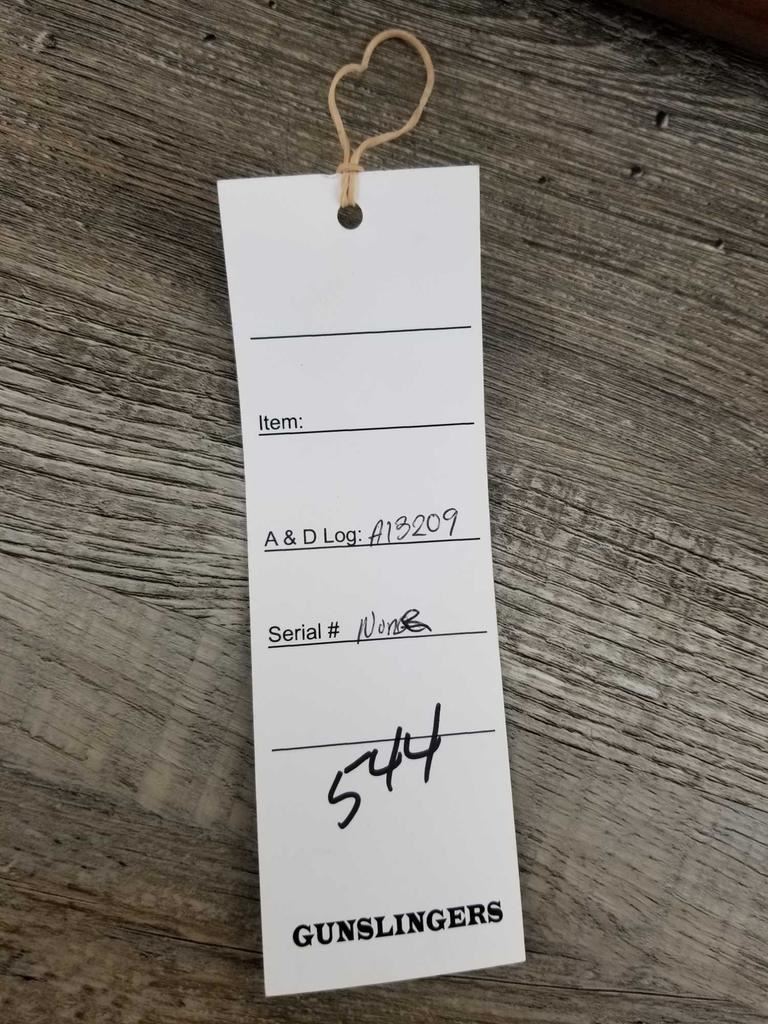 Item:
A & D Log: A13209
Serial # None
544
GUNSLINGERS